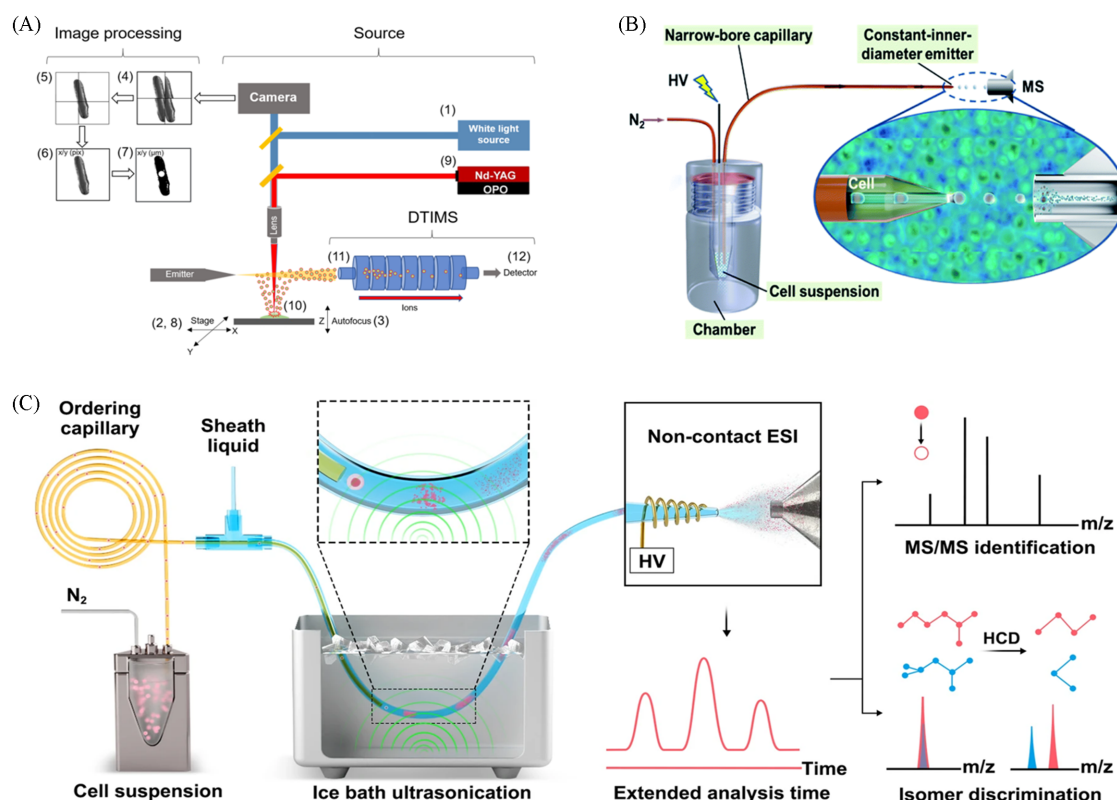 (A)
Image processing
Source
(5)
(4)
Camera
(1)
White light
source
(6)
x/y (pix)
(7)
x/y (µm)
(9)
Nd-YAG
OPO
Lens
DTIMS
(11)
(12)
Emitter
Detector
(10)
Ions
(2, 8)
Stage
X
Y
Z
Autofocus
(3)
(B)
Narrow-bore
capillary
Constant-inner-
diameter emitter
HV
MS
N2
Cell
Cell suspension
Chamber
(C)
Ordering
capillary
Sheath
liquid
N2
Cell suspension
Ice bath ultrasonication
Non-contact ESI
HV
Time
Extended analysis time
m/z
MS/MS identification
HCD
m/z
m/z
Isomer discrimination